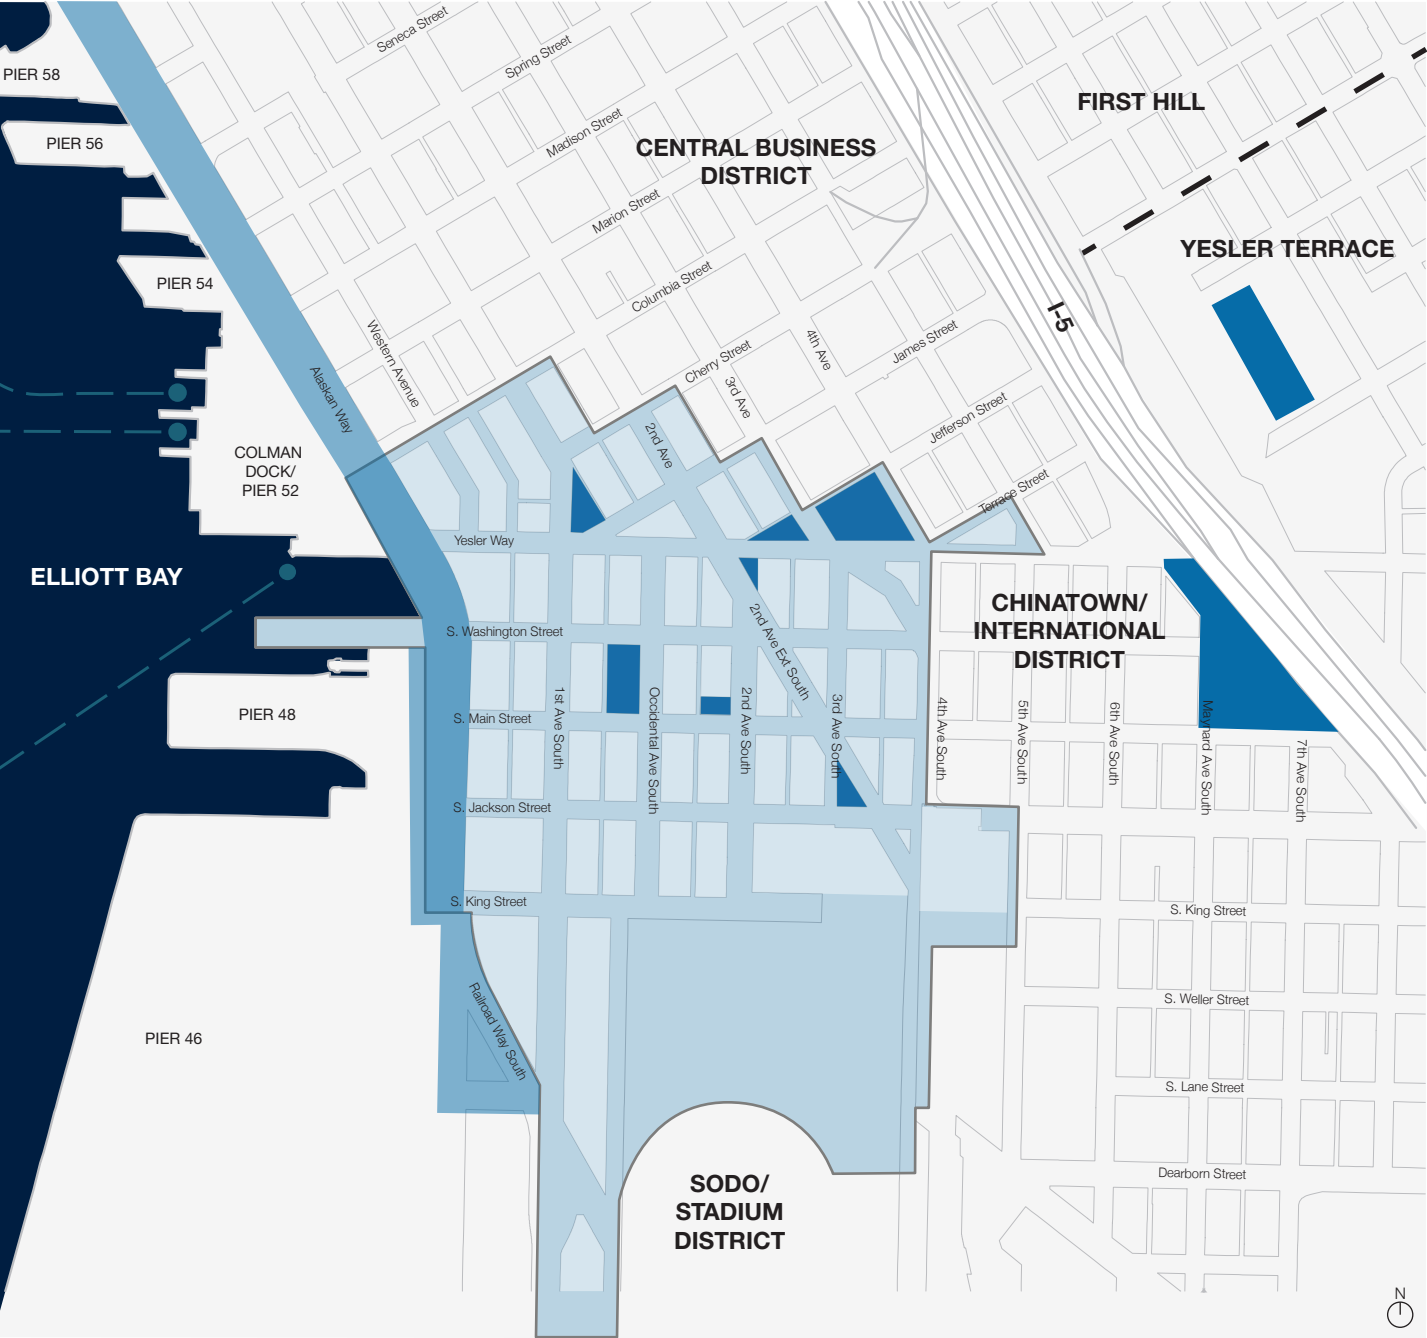 Seneca Street
Spring Street
PIER 58
FIRST HILL
PIER 56
Madison Street
CENTRAL BUSINESS
DISTRICT
Marion Street
YESLER TERRACE
PIER 54
Columbia Street
I-5
Western Avenue
Cherry Street
4th Ave
James Street
Alaskan Way
3rd Ave
Jefferson Street
2nd Ave
COLMAN
DOCK/
PIER 52
Terrace Street
Yesler Way
ELLIOTT BAY
CHINATOWN/
INTERNATIONAL
DISTRICT
S. Washington Street
2nd Ave Ext South
PIER 48
S. Main Street
1st Ave South
Occidental Ave South
2nd Ave South
3rd Ave South
4th Ave South
5th Ave South
6th Ave South
Maynard Ave South
7th Ave South
S. Jackson Street
S. King Street
S. King Street
S. Weller Street
Railroad Way South
PIER 46
S. Lane Street
Dearborn Street
SODO/
STADIUM
DISTRICT
N